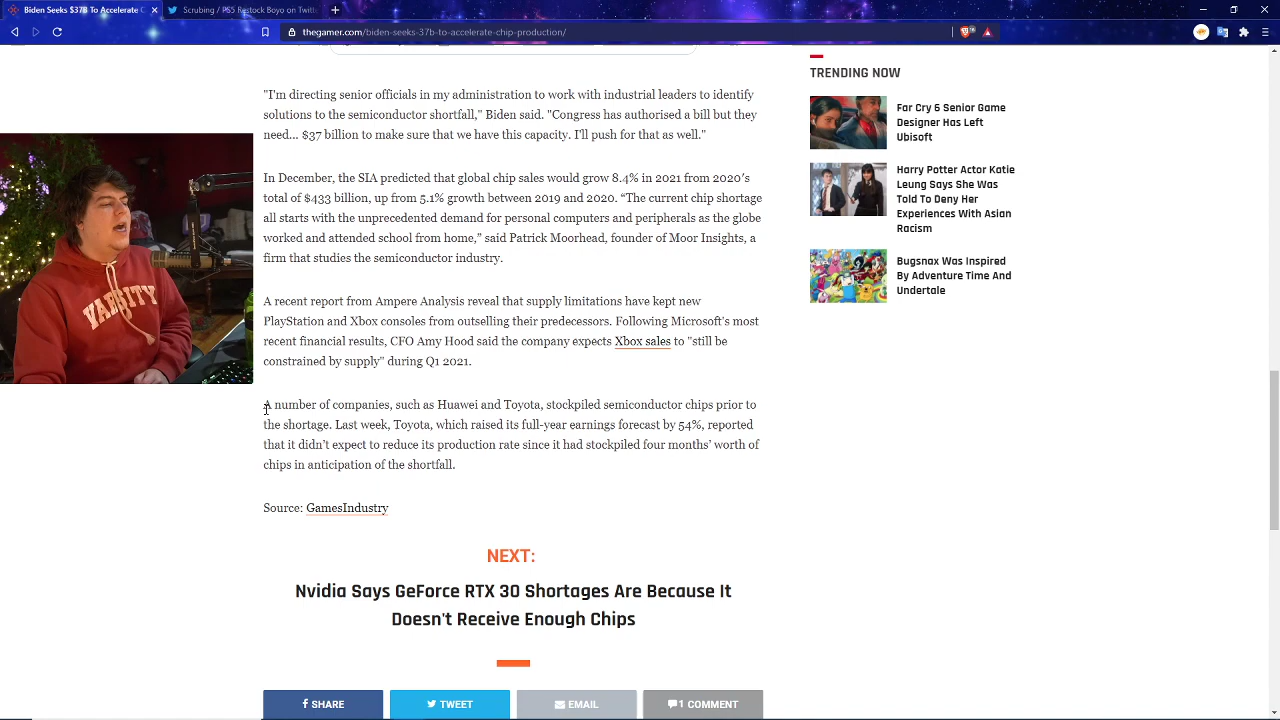 Biden Seeks $37B To Accelerate C
Scrubing / PS5 Restock Boyo on Twitt
thegamer.com/biden-seeks-37b-to-accelerate-chip-production/
"I'm directing senior officials in my administration to work with industrial leaders to identify
solutions to the semiconductor shortfall," Biden said. "Congress has authorised a bill but they
need... $37 billion to make sure that we have this capacity. I'll push for that as well."
In December, the SIA predicted that global chip sales would grow 8.4% in 2021 from 2020's
total of $433 billion, up from 5.1% growth between 2019 and 2020. “The current chip shortage
all starts with the unprecedented demand for personal computers and peripherals as the globe
worked and attended school from home,” said Patrick Moorhead, founder of Moor Insights, a
firm that studies the semiconductor industry.
A recent report from Ampere Analysis reveal that supply limitations have kept new
PlayStation and Xbox consoles from outselling their predecessors. Following Microsoft's most
recent financial results, CFO Amy Hood said the company expects Xbox sales to "still be
constrained by supply" during Q1 2021.
A number of companies, such as Huawei and Toyota, stockpiled semiconductor chips prior to
the shortage. Last week, Toyota, which raised its full-year earnings forecast by 54%, reported
that it didn’t expect to reduce its production rate since it had stockpiled four months’ worth of
chips in anticipation of the shortfall.
Source: GamesIndustry
NEXT:
Nvidia Says GeForce RTX 30 Shortages Are Because It
Doesn't Receive Enough Chips
SHARE
TWEET
EMAIL
1 COMMENT
TRENDING NOW
Far Cry 6 Senior Game
Designer Has Left
Ubisoft
Harry Potter Actor Katie
Leung Says She Was
Told To Deny Her
Experiences With Asian
Racism
Bugsnax Was Inspired
By Adventure Time And
Undertale
VARSITY